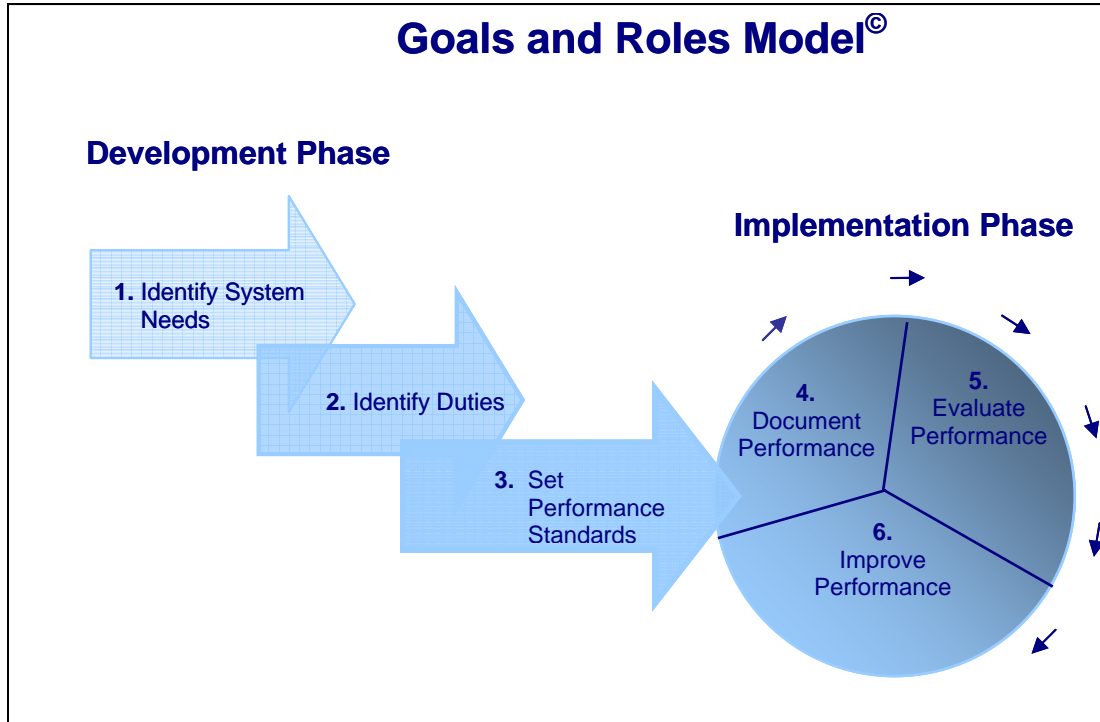 Goals and Roles Model©
Development Phase
1. Identify System
Needs
2. Identify Duties
3. Set
Performance
Standards
Implementation Phase
4.
Document
Performance
5.
Evaluate
Performance
6.
Improve
Performance